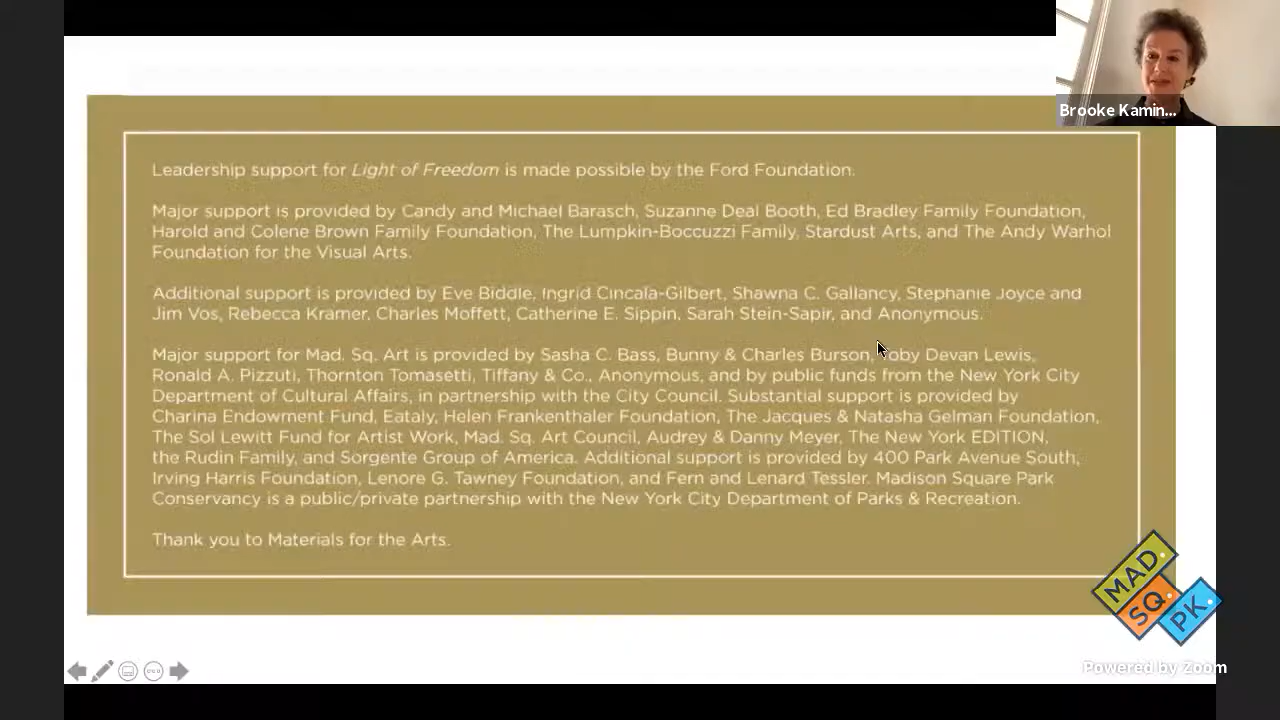 Brooke Kamin...
Leadership support for Light of Freedom is made possible by the Ford Foundation.
Major support is provided by Candy and Michael Barasch, Suzanne Deal Booth, Ed Bradley Family Foundation,
Harold and Colene Brown Family Foundation, The Lumpkin-Boccuzzi Family, Stardust Arts, and The Andy Warhol
Foundation for the Visual Arts.
Additional support is provided by Eve Biddle, Ingrid Cincala-Gilbert, Shawna C. Gallancy, Stephanie Joyce and
Jim Vos, Rebecca Kramer, Charles Moffett, Catherine E. Sippin, Sarah Stein-Sapir, and Anonymous.
Major support for Mad. Sq. Art is provided by Sasha C. Bass, Bunny & Charles Burson, Toby Devan Lewis,
Ronald A. Pizzuti, Thornton Tomasetti, Tiffany & Co., Anonymous, and by public funds from the New York City
Department of Cultural Affairs, in partnership with the City Council. Substantial support is provided by
Charina Endowment Fund, Eataly, Helen Frankenthaler Foundation, The Jacques & Natasha Gelman Foundation,
The Sol Lewitt Fund for Artist Work, Mad. Sq. Art Council, Audrey & Danny Meyer, The New York EDITION,
the Rudin Family, and Sorgente Group of America. Additional support is provided by 400 Park Avenue South,
Irving Harris Foundation, Lenore G. Tawney Foundation, and Fern and Lenard Tessler. Madison Square Park
Conservancy is a public/private partnership with the New York City Department of Parks & Recreation.
Thank you to Materials for the Arts.
MAD.
SQ.
PK.
Powered by Zoom